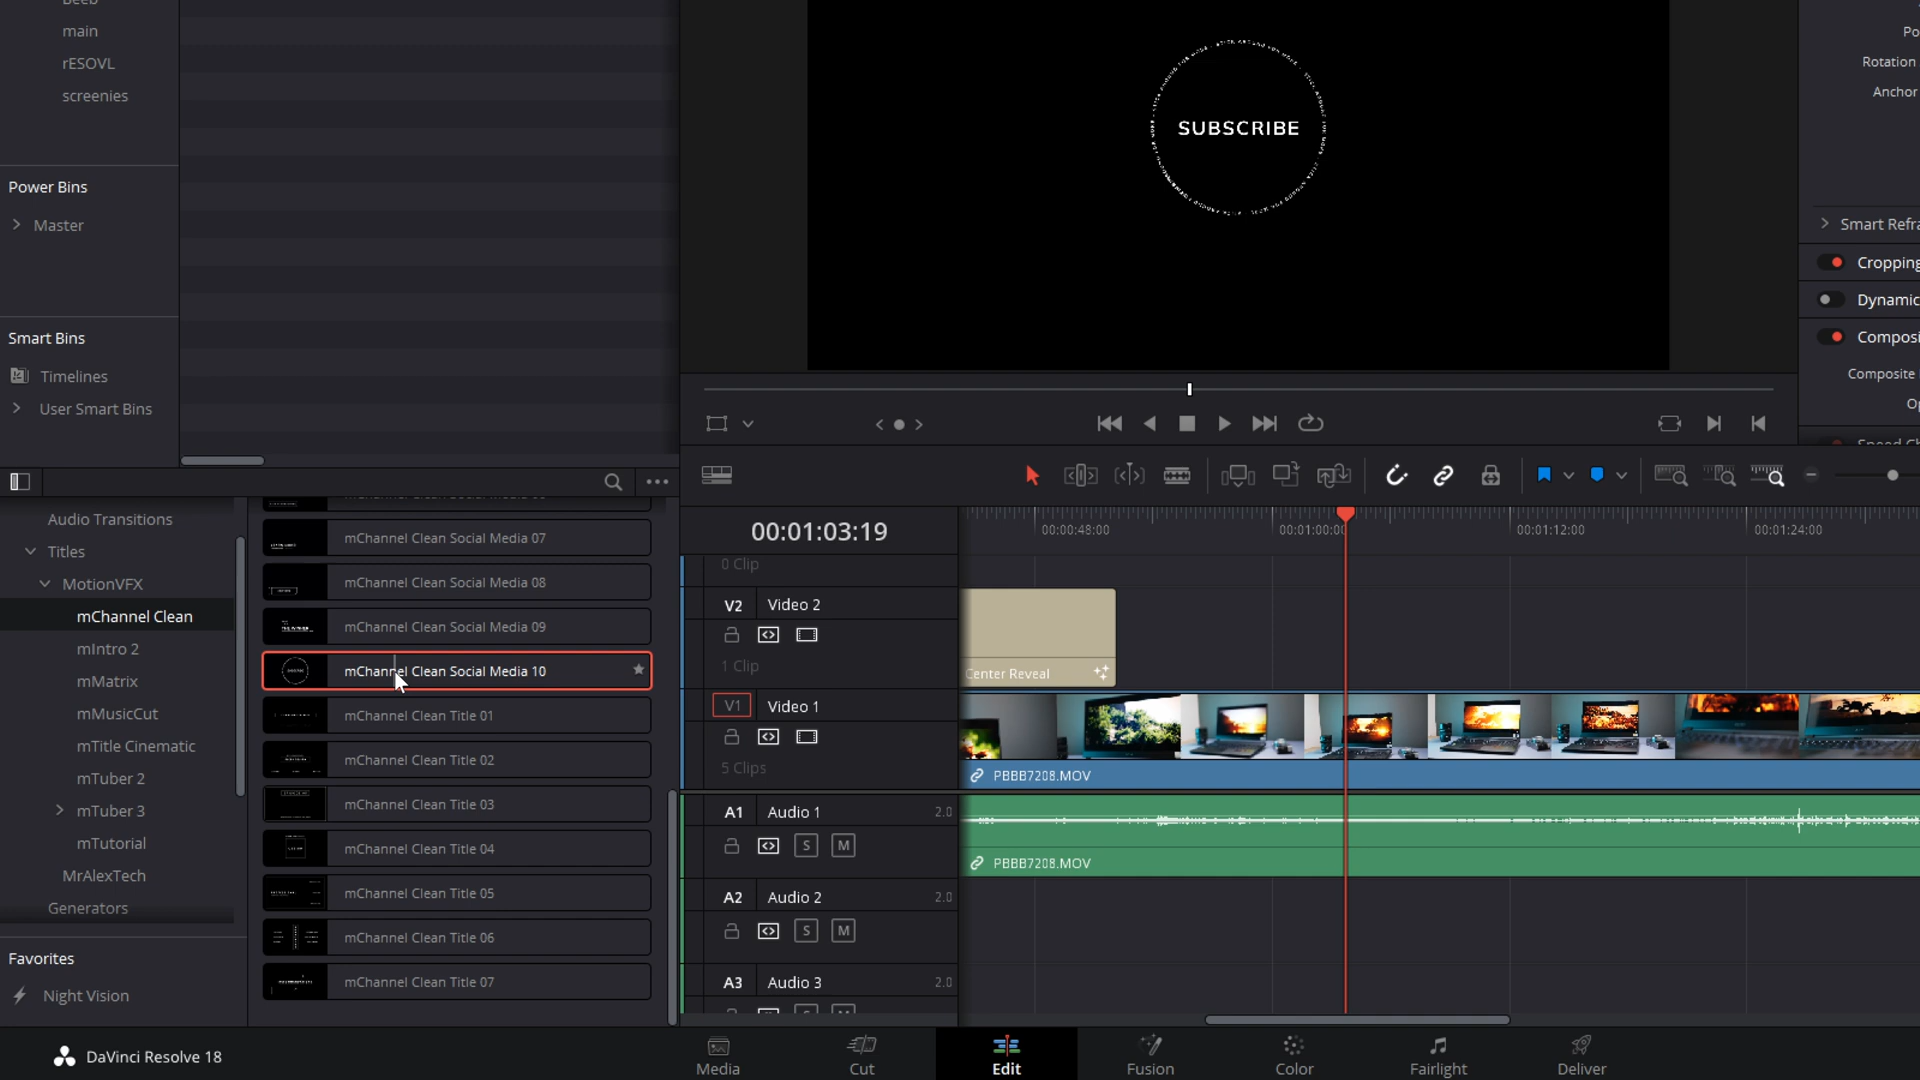 main
rESOVL
screenies
Power Bins
Master
Smart Bins
Timelines
User Smart Bins
Audio Transitions
Titles
MotionVFX
mChannel Clean
mIntro 2
mMatrix
mMusicCut
mTitle Cinematic
mTuber 2
mTuber 3
mTutorial
MrAlexTech
Generators
Favorites
Night Vision
mChannel Clean Social Media 07
mChannel Clean Social Media 08
mChannel Clean Social Media 09
mChannel Clean Social Media 10
mChannel Clean Title 01
mChannel Clean Title 02
mChannel Clean Title 03
mChannel Clean Title 04
mChannel Clean Title 05
mChannel Clean Title 06
mChannel Clean Title 07
SUBSCRIBE
Po
Rotation
Anchor
Smart Refra
Cropping
Dynamic
Composi
Composite
Op
00:01:03:19
00:00:48:00
00:01:00:00
00:01:12:00
00:01:24:00
0 Clip
V2 Video 2
1 Clip
Center Reveal
V1 Video 1
5 Clips
PBBB7208.MOV
A1 Audio 1 2.0
S M
PBBB7208.MOV
A2 Audio 2 2.0
S M
A3 Audio 3 2.0
DaVinci Resolve 18
Media
Cut
Edit
Fusion
Color
Fairlight
Deliver